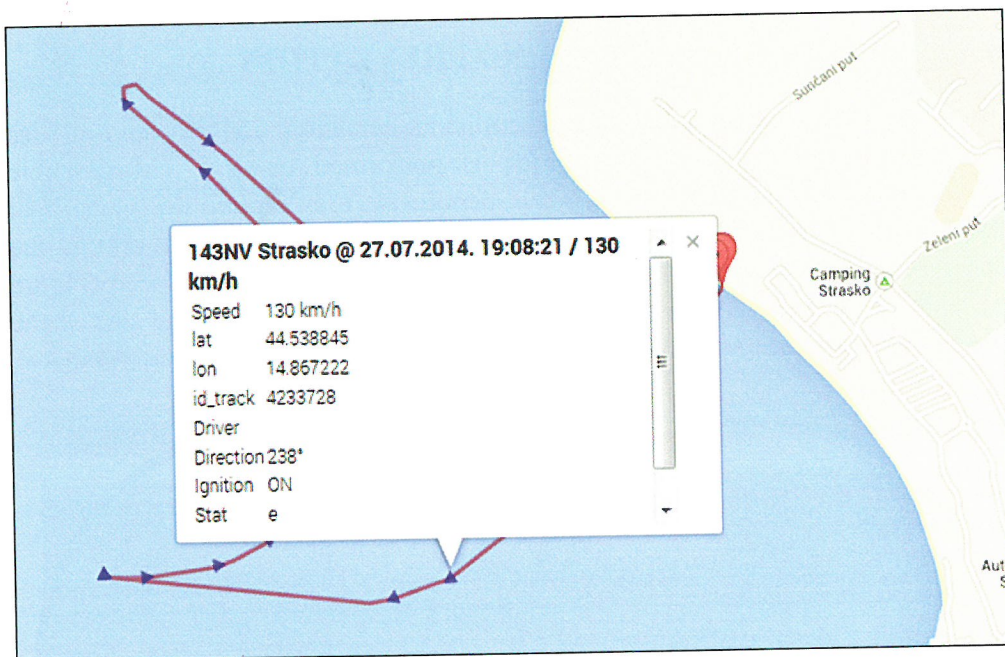 Sunčani put
Zeleni put
Camping
Strasko
143NV Strasko @ 27.07.2014. 19:08:21 / 130
km/h
Speed 130 km/h
lat 44.538845
lon 14.867222
id_track 4233728
Driver
Direction 238°
Ignition ON
Stat e
Aut
S